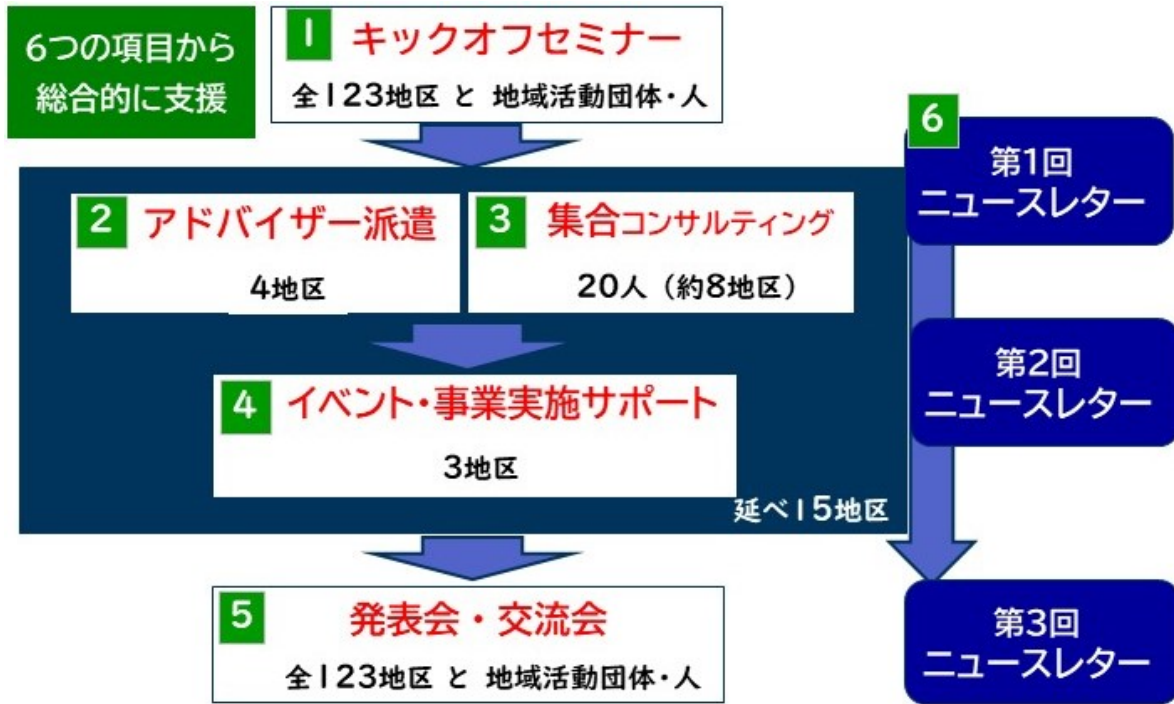 6つの項目から
総合的に支援
1 キックオフセミナー
全123地区 と 地域活動団体・人
2 アドバイザー派遣
4地区
3 集合コンサルティング
20人（約8地区）
4 イベント・事業実施サポート
3地区
延べ15地区
5 発表会・交流会
全123地区 と 地域活動団体・人
6
第1回
ニュースレター
第2回
ニュースレター
第3回
ニュースレター